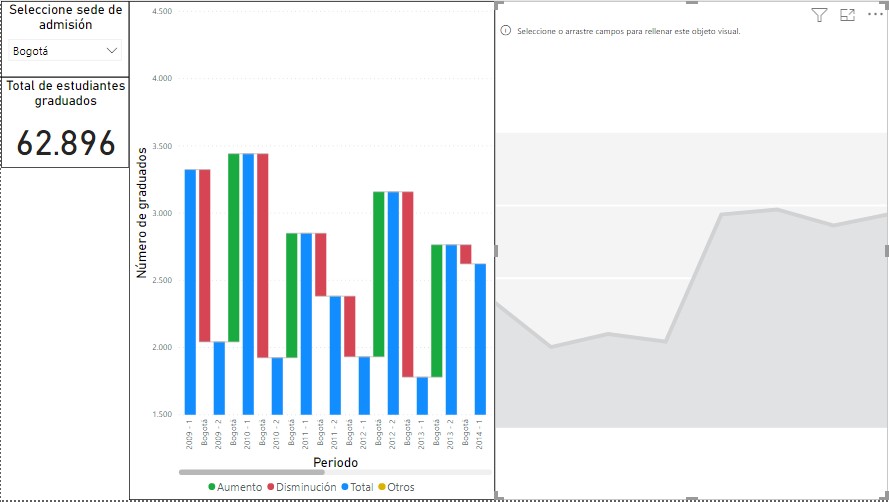 Seleccione sede de
admisión
Bogotá
Total de estudiantes
graduados
62.896
Número de graduados
4.500
4.000
3.500
3.000
2.500
2.000
1.500
2009 - 1
Bogotá
2009 - 2
Bogotá
2010 - 1
Bogotá
2010 - 2
Bogotá
2011 - 1
Bogotá
2011 - 2
Bogotá
2012 - 1
Bogotá
2012 - 2
Bogotá
2013 - 1
Bogotá
2013 - 2
Bogotá
2014 - 1
Periodo
Aumento Disminución Total Otros
Seleccione o arrastre campos para rellenar este objeto visual.